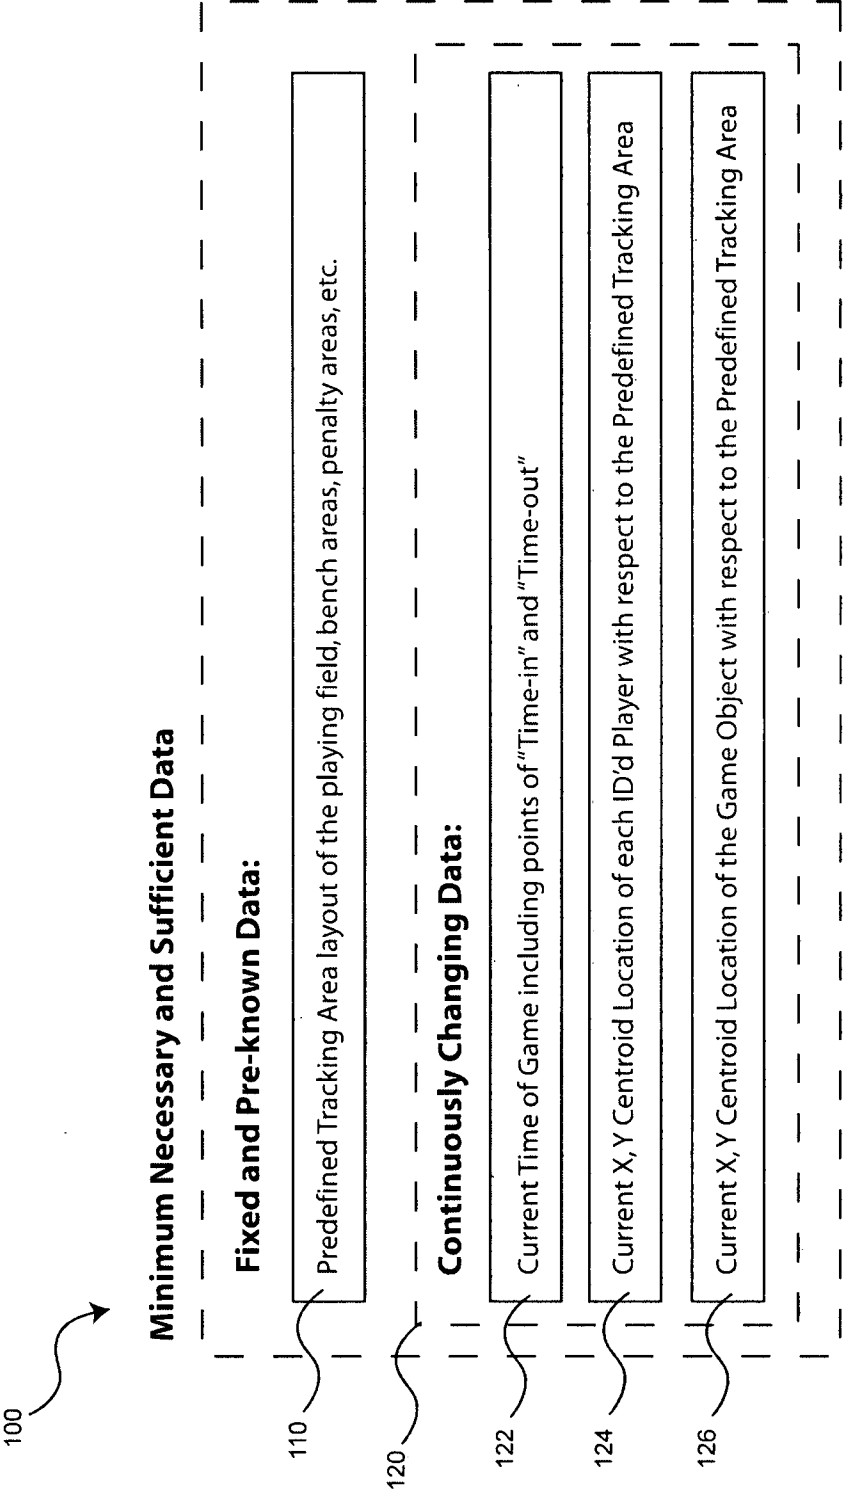 100
Minimum Necessary and Sufficient Data
Fixed and Pre-known Data:
110
Predefined Tracking Area layout of the playing field, bench areas, penalty areas, etc.
120
Continuously Changing Data:
122
Current Time of Game including points of "Time-in" and "Time-out"
124
Current X, Y Centroid Location of each ID'd Player with respect to the Predefined Tracking Area
126
Current X, Y Centroid Location of the Game Object with respect to the Predefined Tracking Area